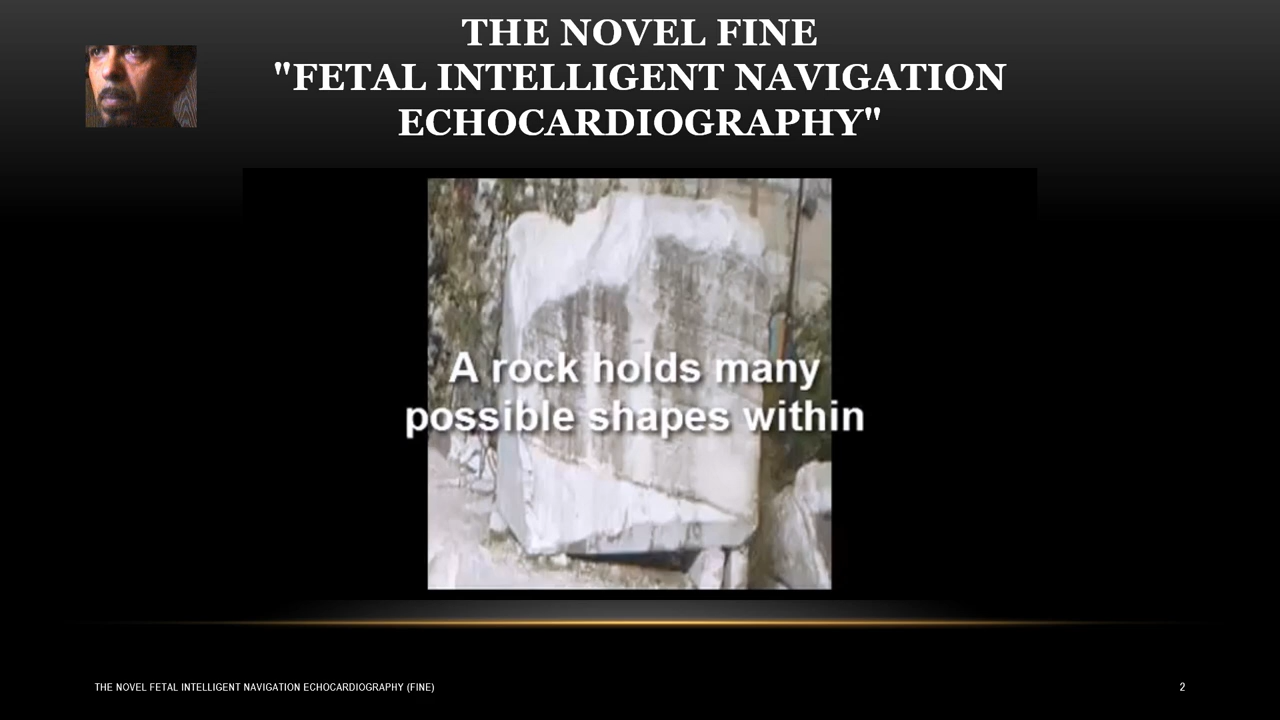 THE NOVEL FINE
"FETAL INTELLIGENT NAVIGATION
ECHOCARDIOGRAPHY"
A rock holds many
possible shapes within
THE NOVEL FETAL INTELLIGENT NAVIGATION ECHOCARDIOGRAPHY (FINE)
2